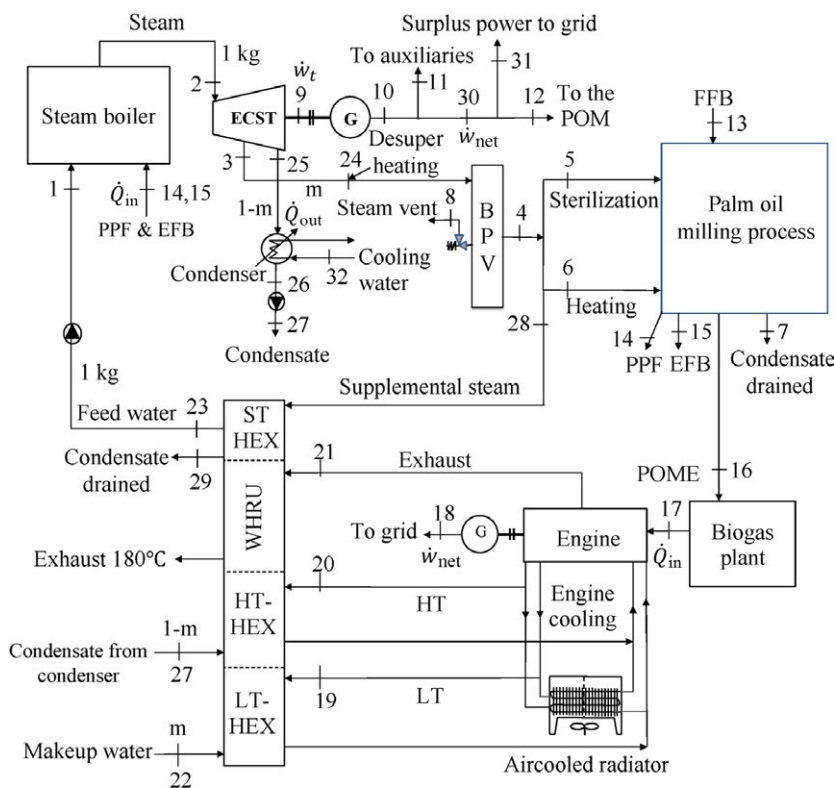 Steam
1 kg
2
Steam boiler
ẇt
9
ECST
G
10
To auxiliaries
11
Surplus power to grid
31
30
ẇnet
12
To the
POM
FFB
13
3
25
Desuper
heating
24
m
1
Q̇in
14,15
PPF & EFB
1-m
Q̇out
Steam vent
8
B
P
V
4
5
Sterilization
Palm oil
milling process
Condenser
Cooling
water
32
26
27
Condensate
6
Heating
28
14
15
7
PPF EFB
Condensate
drained
1 kg
Feed water
23
ST
HEX
Supplemental steam
Condensate
drained
29
21
Exhaust
WHRU
POME
16
18
To grid
ẇnet
G
Engine
17
Q̇in
Biogas
plant
Exhaust 180℃
20
HT
HT-
HEX
Engine
cooling
1-m
Condensate from
condenser
27
19
LT
LT-
HEX
Makeup water
m
22
Aircooled radiator